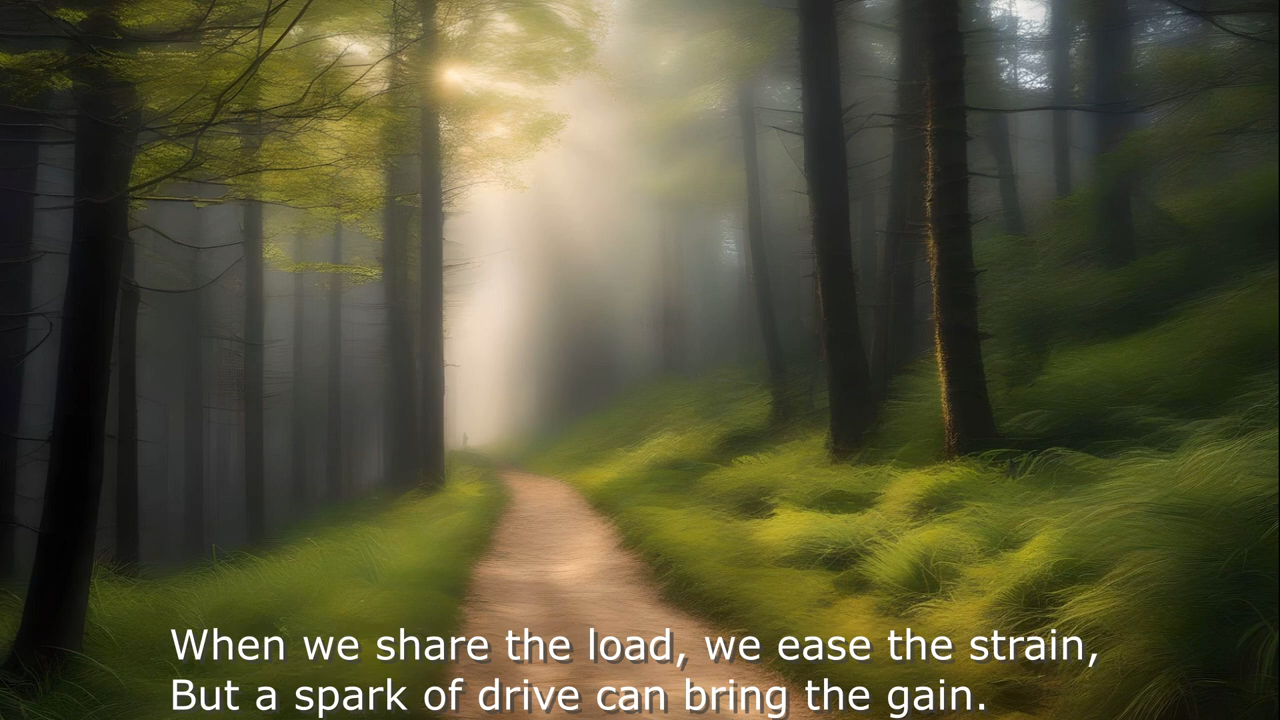 When we share the load, we ease the strain,
But a spark of drive can bring the gain.